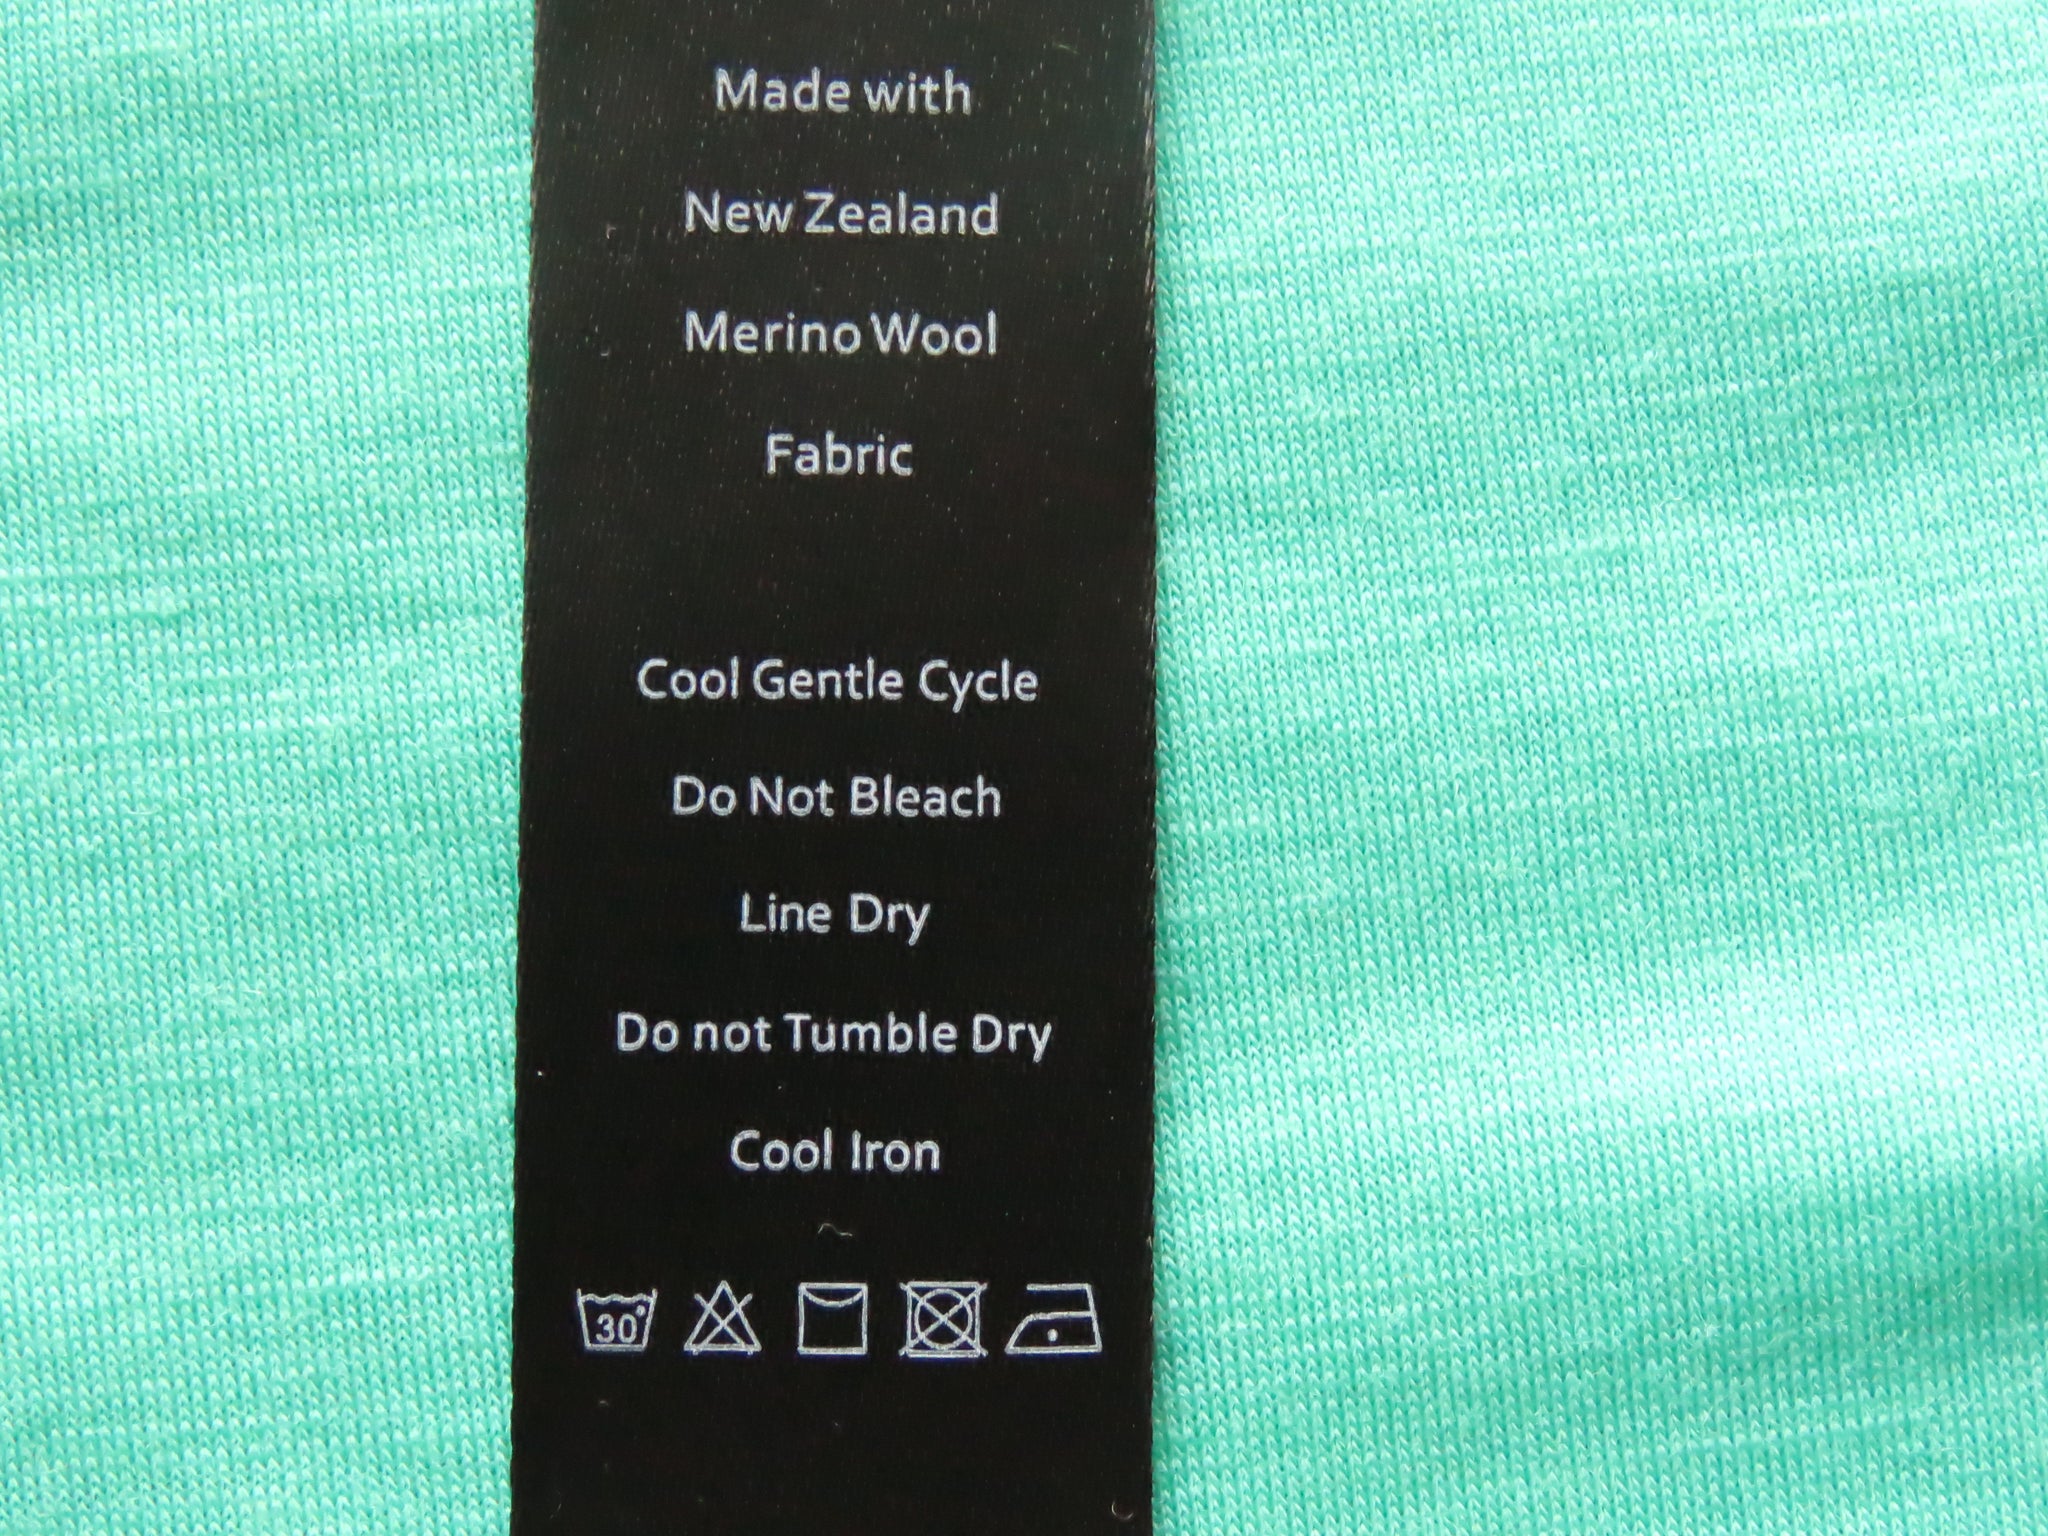 Made with
New Zealand
Merino Wool
Fabric
Cool Gentle Cycle
Do Not Bleach
Line Dry
Do not Tumble Dry
Cool Iron
30°